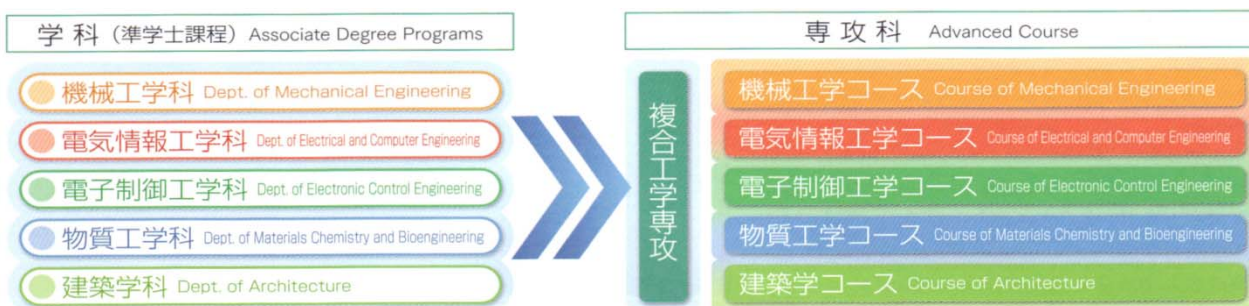 学科（準学士課程） Associate Degree Programs
機械工学科 Dept. of Mechanical Engineering
電気情報工学科 Dept. of Electrical and Computer Engineering
電子制御工学科 Dept. of Electronic Control Engineering
物質工学科 Dept. of Materials Chemistry and Bioengineering
建築学科 Dept. of Architecture
専攻科 Advanced Course
複合工学専攻
機械工学コース Course of Mechanical Engineering
電気情報工学コース Course of Electrical and Computer Engineering
電子制御工学コース Course of Electronic Control Engineering
物質工学コース Course of Materials Chemistry and Bioengineering
建築学コース Course of Architecture